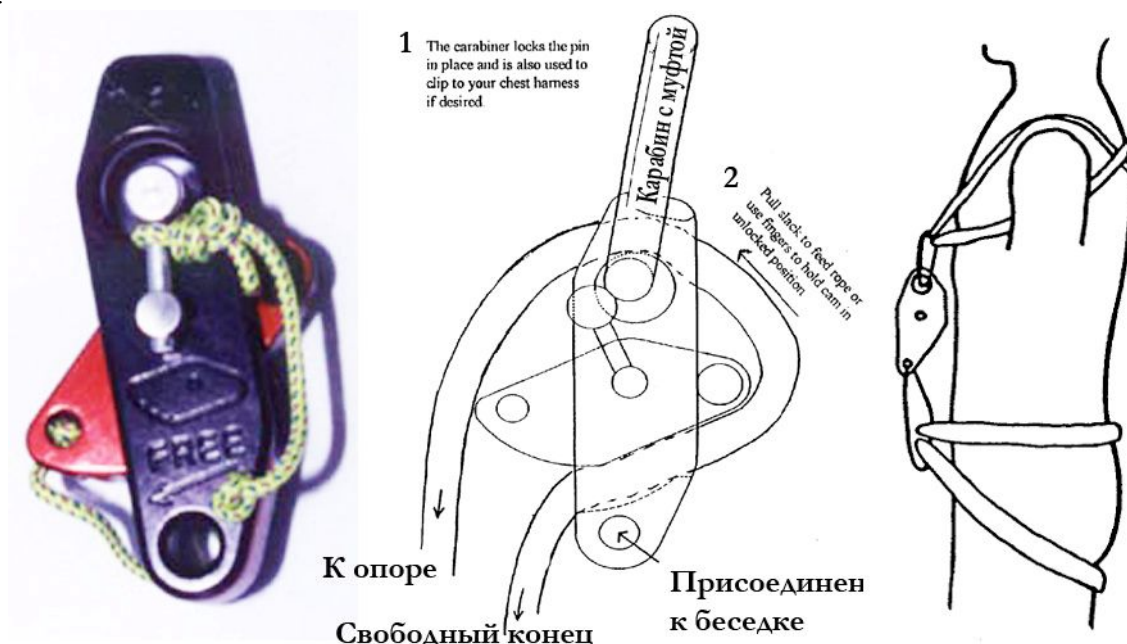 1 The carabiner locks the pin
in place and is also used to
clip to your chest harness
if desired
Карабин с муфтой
2 Pull slack to feed rope or
use fingers to hold cam in
unlocked position
FREE
К опоре
Свободный конец
Присоединен
к беседке